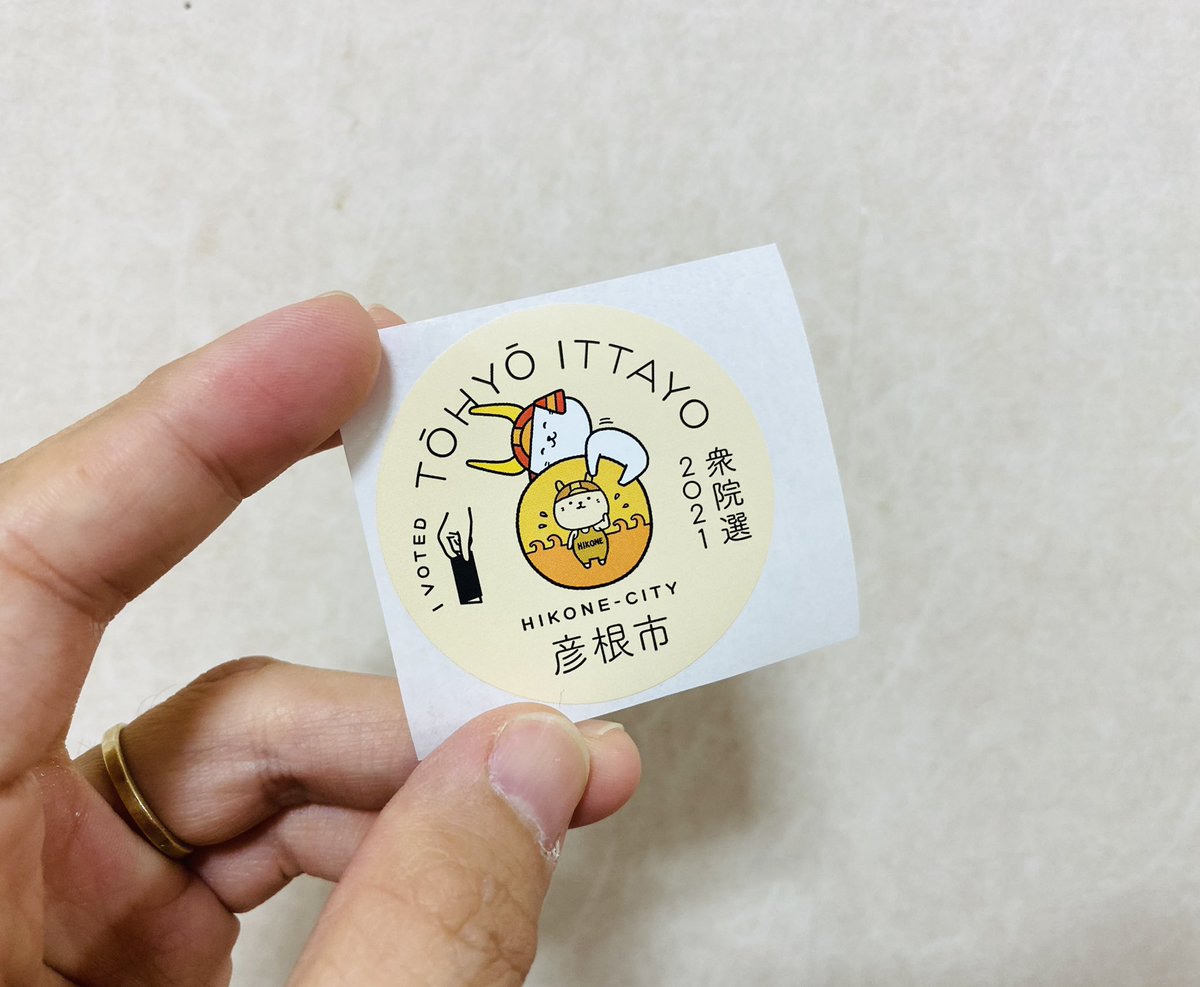 TŌHYŌ ITTAYO
I VOTED
衆院選
2021
HIKONE
HIKONE-CITY
彦根市